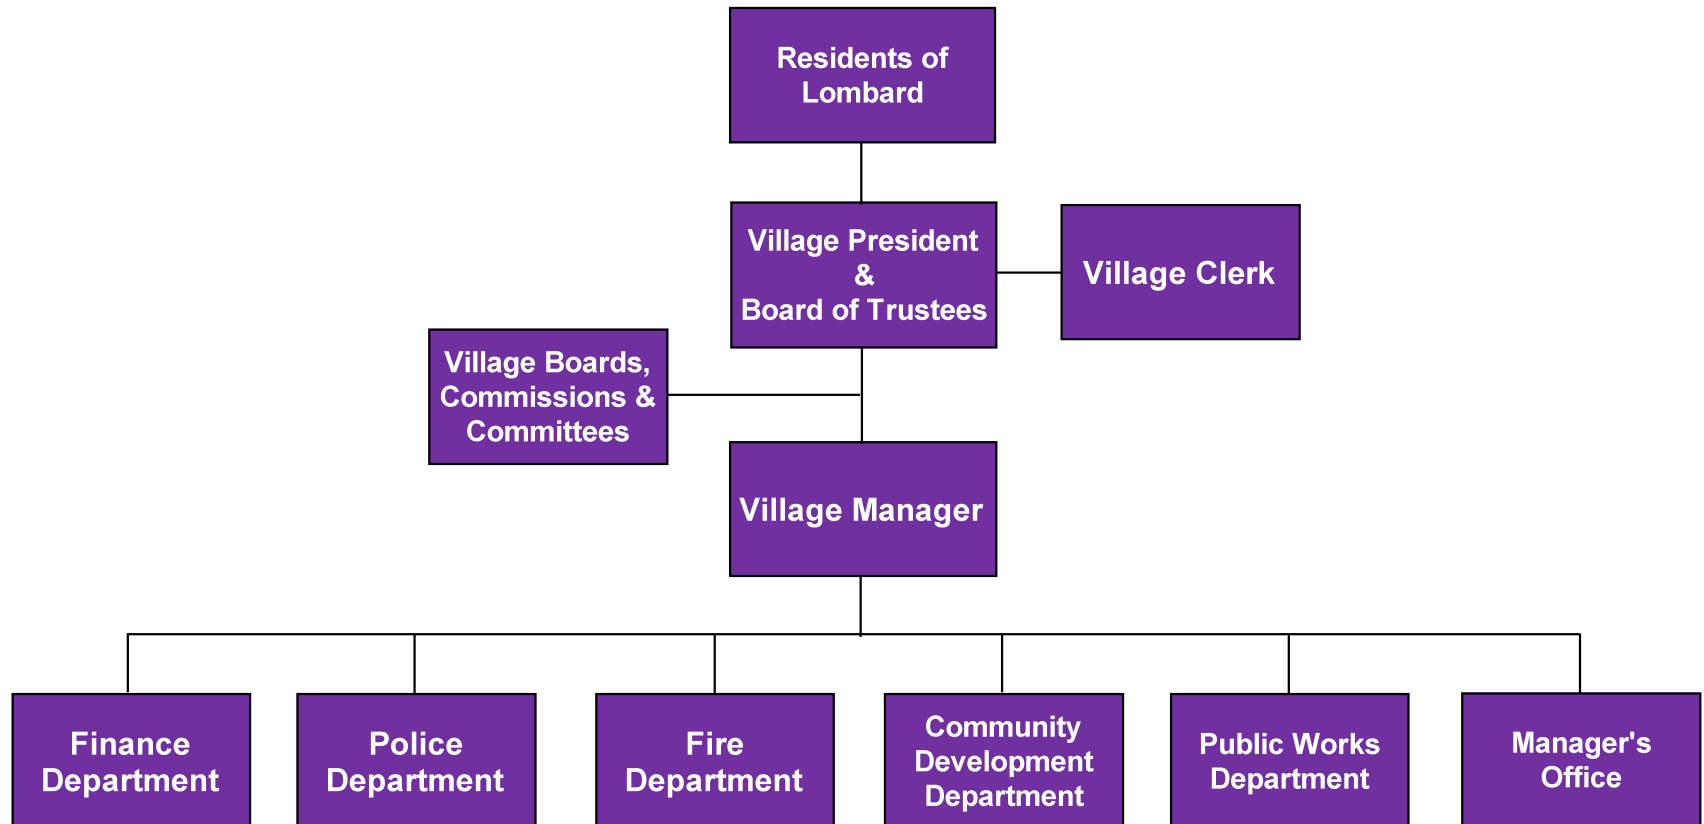 Residents of
Lombard
Village President
&
Board of Trustees
Village Clerk
Village Boards,
Commissions &
Committees
Village Manager
Finance
Department
Police
Department
Fire
Department
Community
Development
Department
Public Works
Department
Manager's
Office